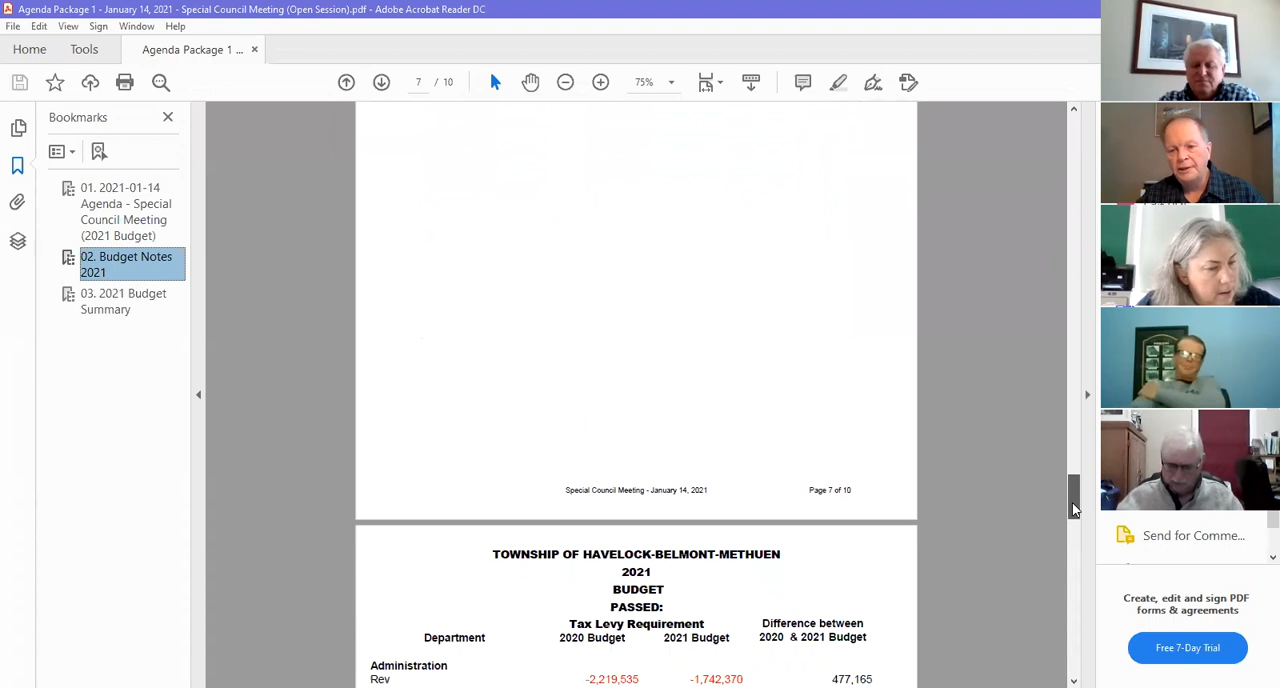 Agenda Package 1 - January 14, 2021 - Special Council Meeting (Open Session).pdf - Adobe Acrobat Reader DC
File Edit View Sign Window Help
Home Tools Agenda Package 1 ... ×
7 / 10 75%
Bookmarks
01. 2021-01-14
Agenda - Special
Council Meeting
(2021 Budget)
02. Budget Notes
2021
03. 2021 Budget
Summary
Special Council Meeting - January 14, 2021 Page 7 of 10
TOWNSHIP OF HAVELOCK-BELMONT-METHUEN
2021
BUDGET
PASSED:
Tax Levy Requirement Difference between
Department 2020 Budget 2021 Budget 2020 & 2021 Budget
Administration
Rev -2,219,535 -1,742,370 477,165
Send for Comme...
Create, edit and sign PDF
forms & agreements
Free 7-Day Trial